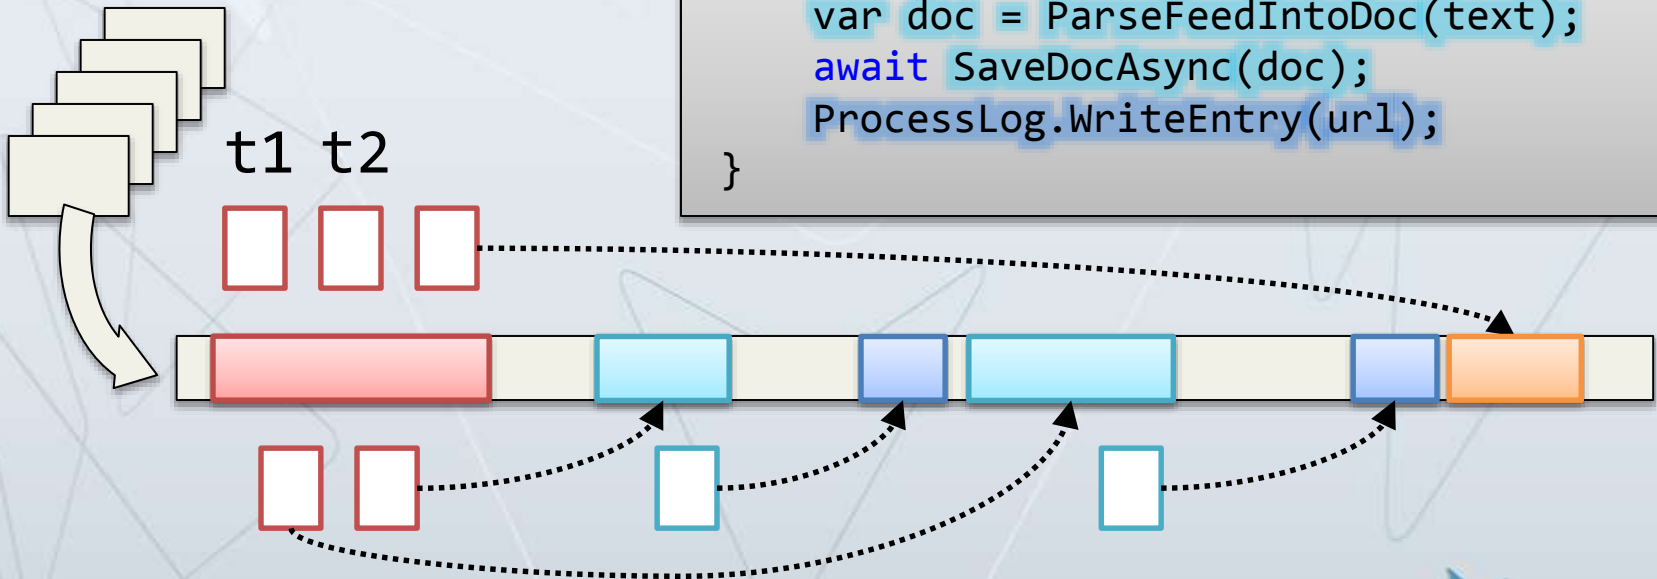 var doc = ParseFeedIntoDoc(text);
await SaveDocAsync(doc);
ProcessLog.WriteEntry(url);
}
t1 t2